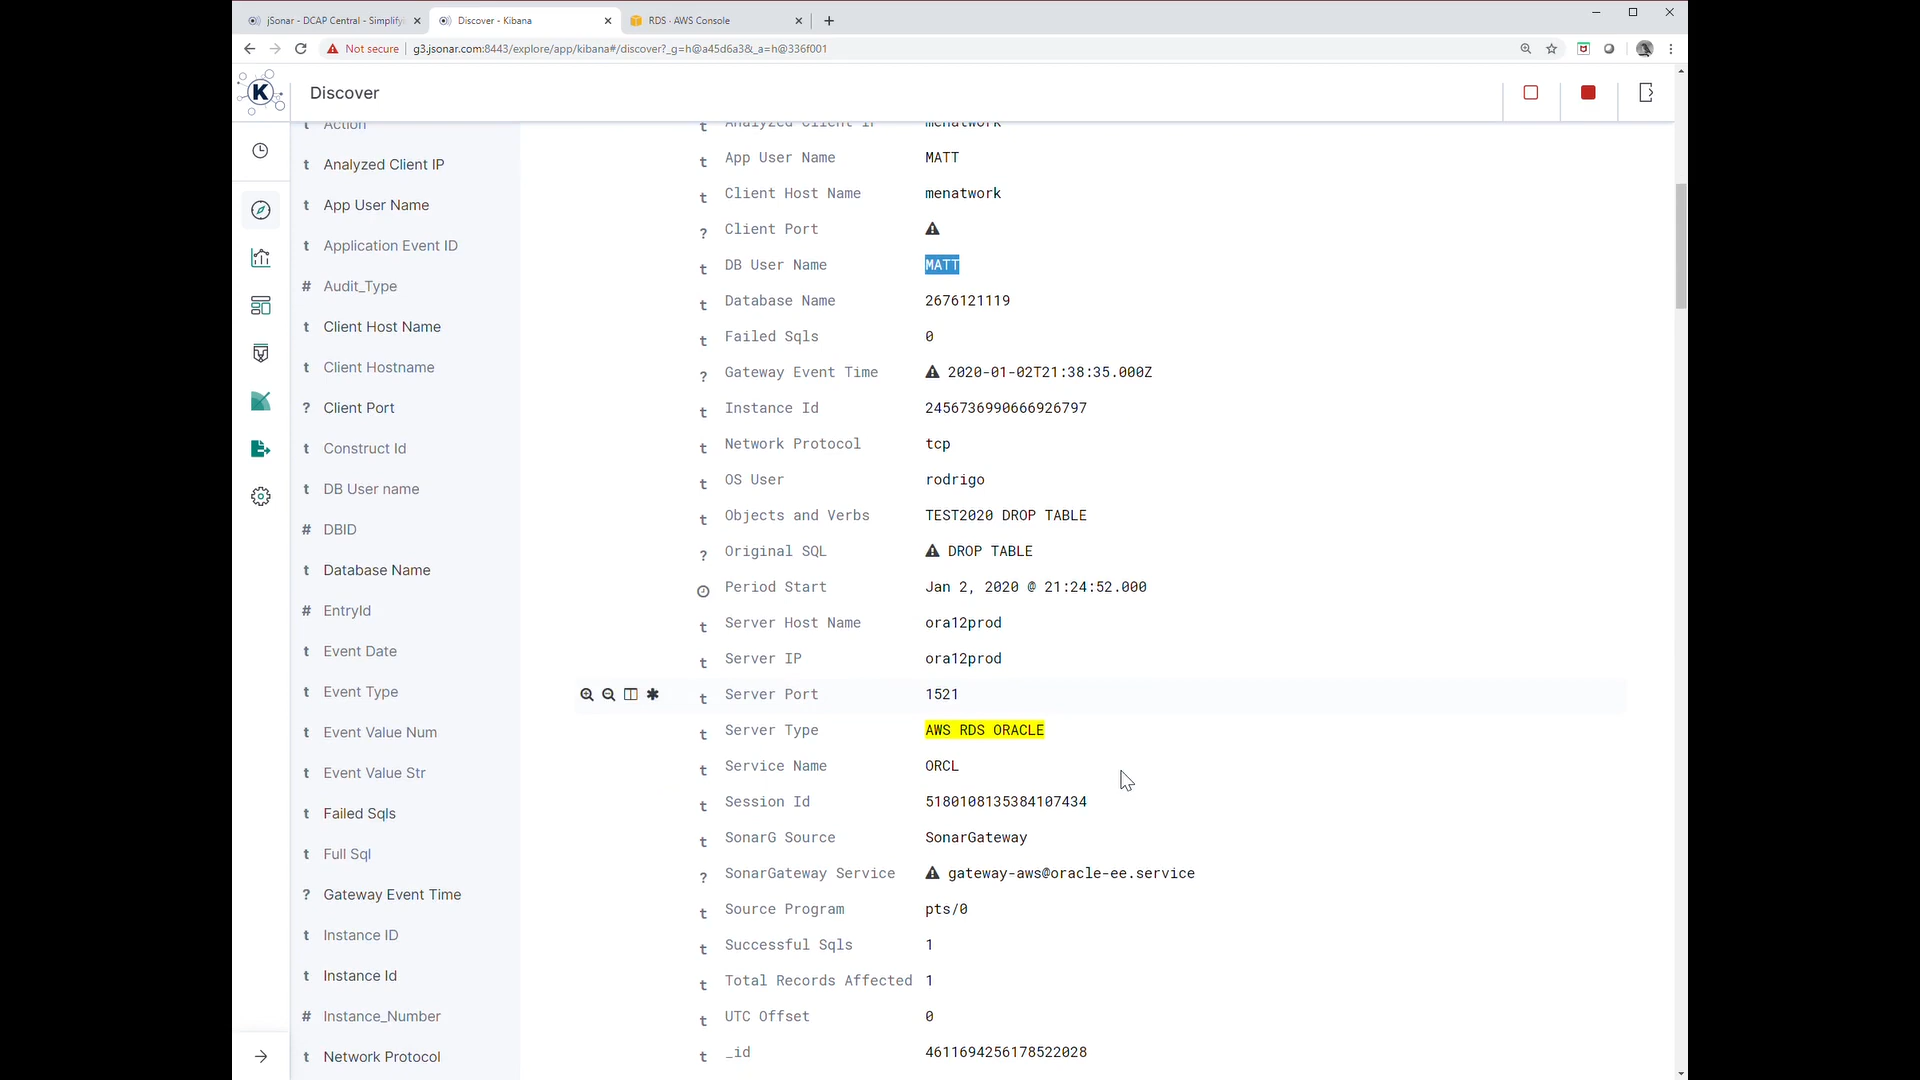 jSonar - DCAP Central - Simplify
Discover - Kibana
RDS · AWS Console
Not secure
g3.jsonar.com:8443/explore/app/kibana#/discover?_g=h@a45d6a3&_a=h@336f001
K
Discover
t Action
t Analyzed Client IP
t App User Name
t Application Event ID
# Audit_Type
t Client Host Name
t Client Hostname
? Client Port
t Construct Id
t DB User name
# DBID
t Database Name
# EntryId
t Event Date
t Event Type
t Event Value Num
t Event Value Str
t Failed Sqls
t Full Sql
? Gateway Event Time
t Instance ID
t Instance Id
# Instance_Number
t Network Protocol
t Analyzed Client IP menatwork
t App User Name MATT
t Client Host Name menatwork
? Client Port
t DB User Name MATT
t Database Name 2676121119
t Failed Sqls 0
? Gateway Event Time 2020-01-02T21:38:35.000Z
t Instance Id 2456736990666926797
t Network Protocol tcp
t OS User rodrigo
t Objects and Verbs TEST2020 DROP TABLE
? Original SQL DROP TABLE
Period Start Jan 2, 2020 @ 21:24:52.000
t Server Host Name ora12prod
t Server IP ora12prod
t Server Port 1521
t Server Type AWS RDS ORACLE
t Service Name ORCL
t Session Id 5180108135384107434
t SonarG Source SonarGateway
? SonarGateway Service gateway-aws@oracle-ee.service
t Source Program pts/0
t Successful Sqls 1
t Total Records Affected 1
t UTC Offset 0
t _id 4611694256178522028